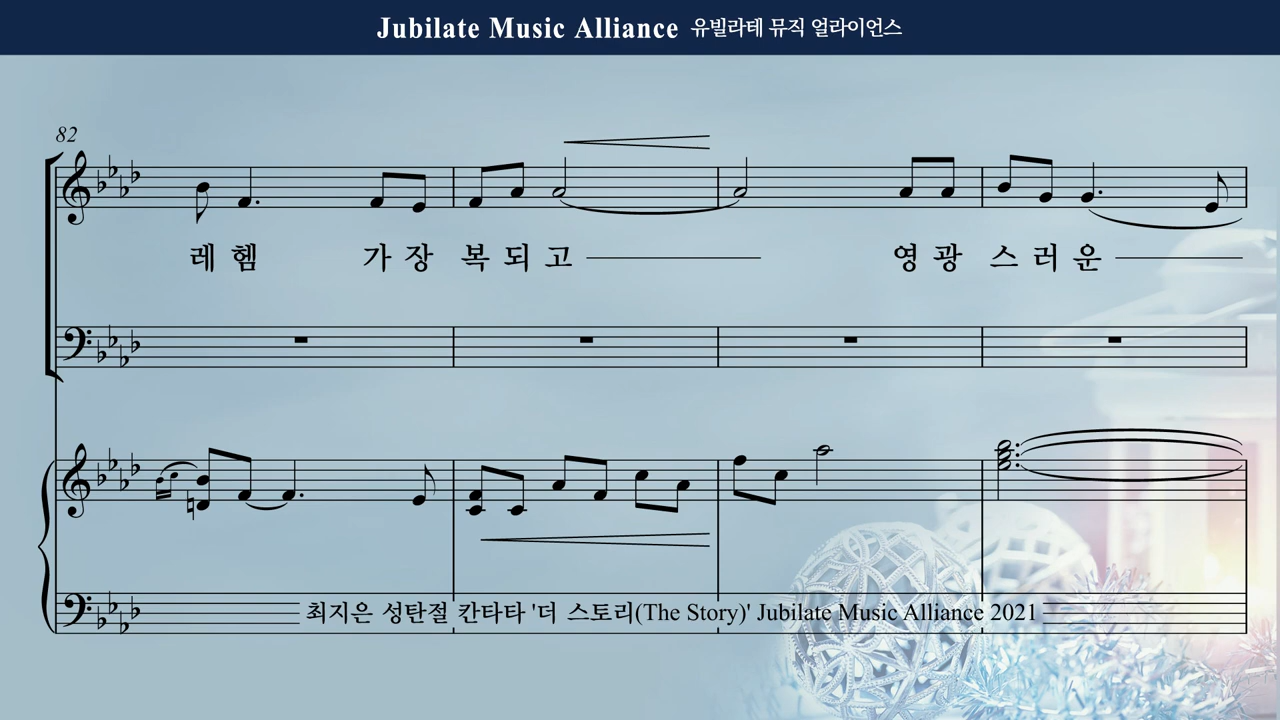 Jubilate Music Alliance 유빌라테 뮤직 얼라이언스
82
레 헴 가 장 복 되 고 영 광 스 러 운
최지은 성탄절 칸타타 '더 스토리(The Story)' Jubilate Music Alliance 2021